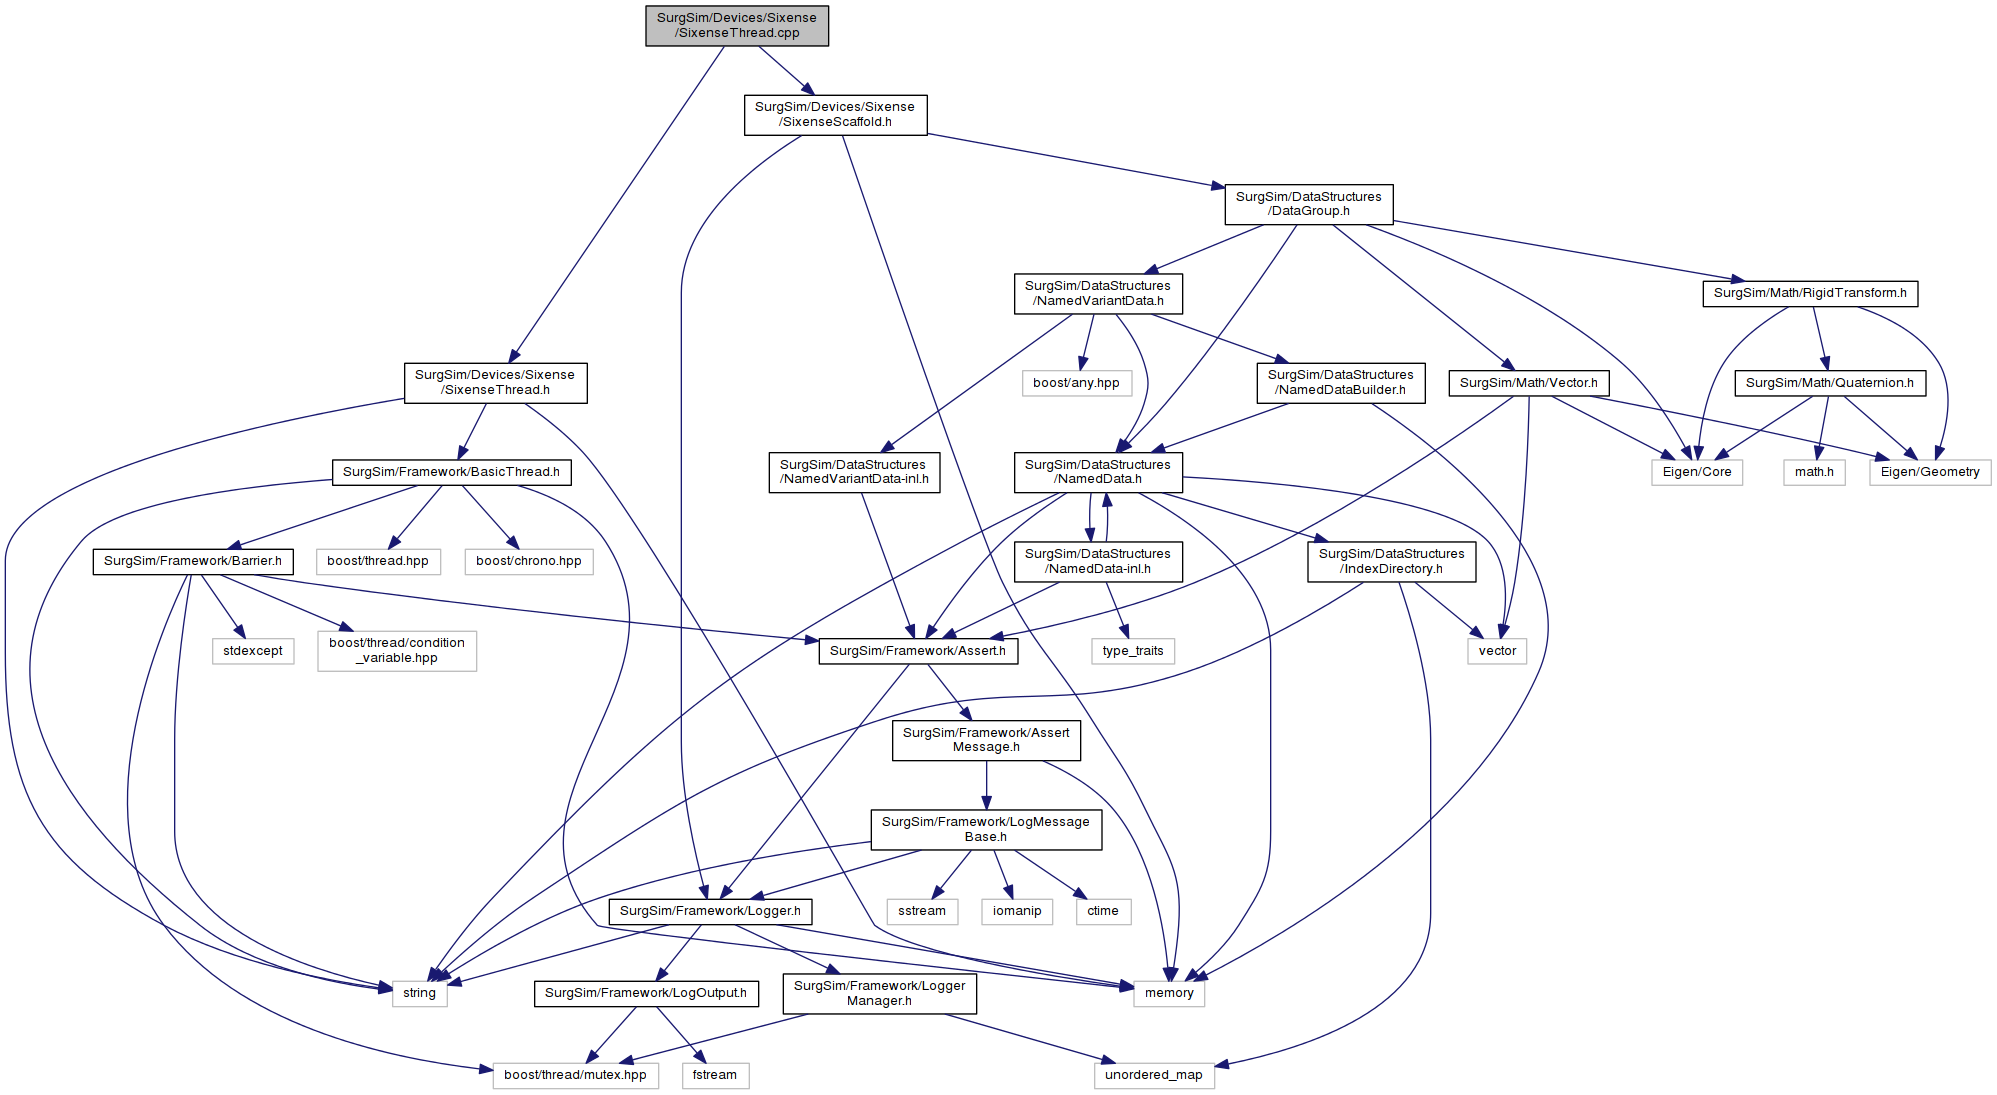 SurgSim/Devices/Sixense
/SixenseThread.cpp
SurgSim/Devices/Sixense
/SixenseScaffold.h
SurgSim/DataStructures
/DataGroup.h
SurgSim/DataStructures
/NamedVariantData.h
SurgSim/Math/RigidTransform.h
SurgSim/Devices/Sixense
/SixenseThread.h
boost/any.hpp
SurgSim/DataStructures
/NamedDataBuilder.h
SurgSim/Math/Vector.h
SurgSim/Math/Quaternion.h
SurgSim/Framework/BasicThread.h
SurgSim/DataStructures
/NamedVariantData-inl.h
SurgSim/DataStructures
/NamedData.h
Eigen/Core
math.h
Eigen/Geometry
SurgSim/Framework/Barrier.h
boost/thread.hpp
boost/chrono.hpp
SurgSim/DataStructures
/NamedData-inl.h
SurgSim/DataStructures
/IndexDirectory.h
stdexcept
boost/thread/condition
_variable.hpp
SurgSim/Framework/Assert.h
type_traits
vector
SurgSim/Framework/Assert
Message.h
SurgSim/Framework/LogMessage
Base.h
SurgSim/Framework/Logger.h
sstream
iomanip
ctime
string
SurgSim/Framework/LogOutput.h
SurgSim/Framework/Logger
Manager.h
memory
boost/thread/mutex.hpp
fstream
unordered_map